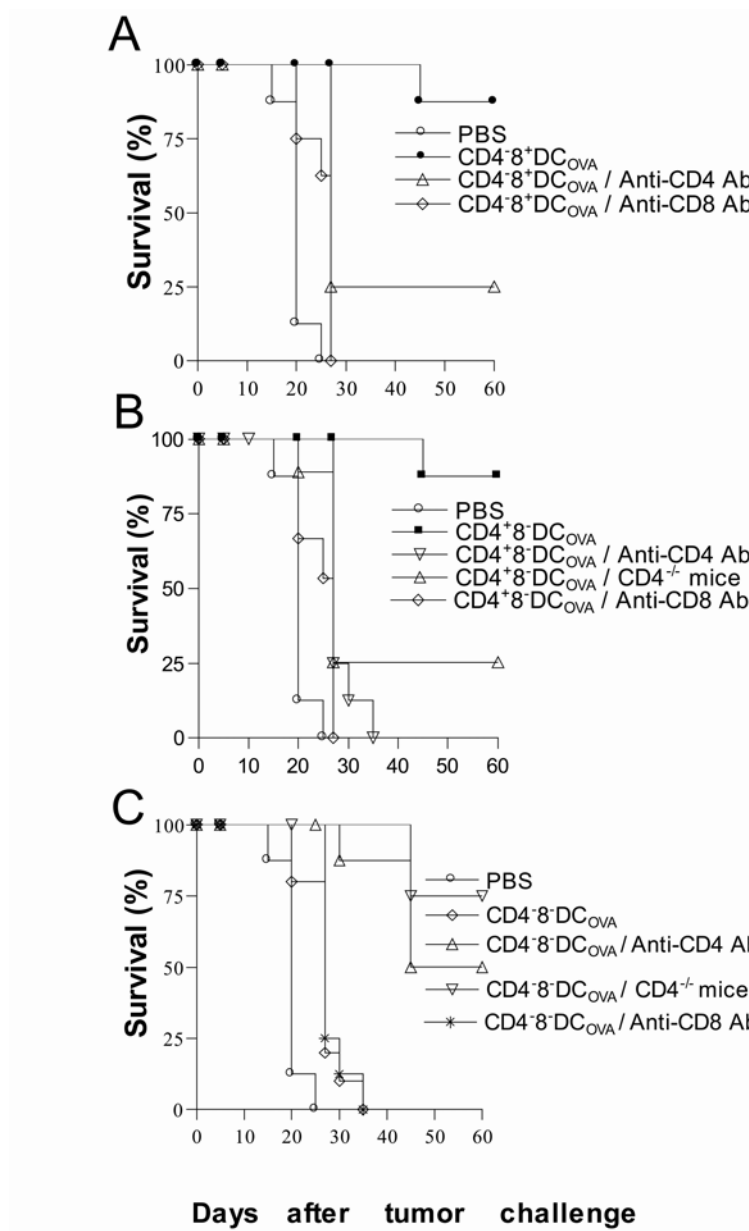 A
Survival (%)
100
75
50
25
0
0 10 20 30 40 50 60
PBS
CD4⁻8⁺DC_OVA
CD4⁻8⁺DC_OVA / Anti-CD4 Ab
CD4⁻8⁺DC_OVA / Anti-CD8 Ab
B
Survival (%)
100
75
50
25
0
0 10 20 30 40 50 60
PBS
CD4⁺8⁻DC_OVA
CD4⁺8⁻DC_OVA / Anti-CD4 Ab
CD4⁺8⁻DC_OVA / CD4⁻/⁻ mice
CD4⁺8⁻DC_OVA / Anti-CD8 Ab
C
Survival (%)
100
75
50
25
0
0 10 20 30 40 50 60
PBS
CD4⁻8⁻DC_OVA
CD4⁻8⁻DC_OVA / Anti-CD4 Ab
CD4⁻8⁻DC_OVA / CD4⁻/⁻ mice
CD4⁻8⁻DC_OVA / Anti-CD8 Ab
Days after tumor challenge